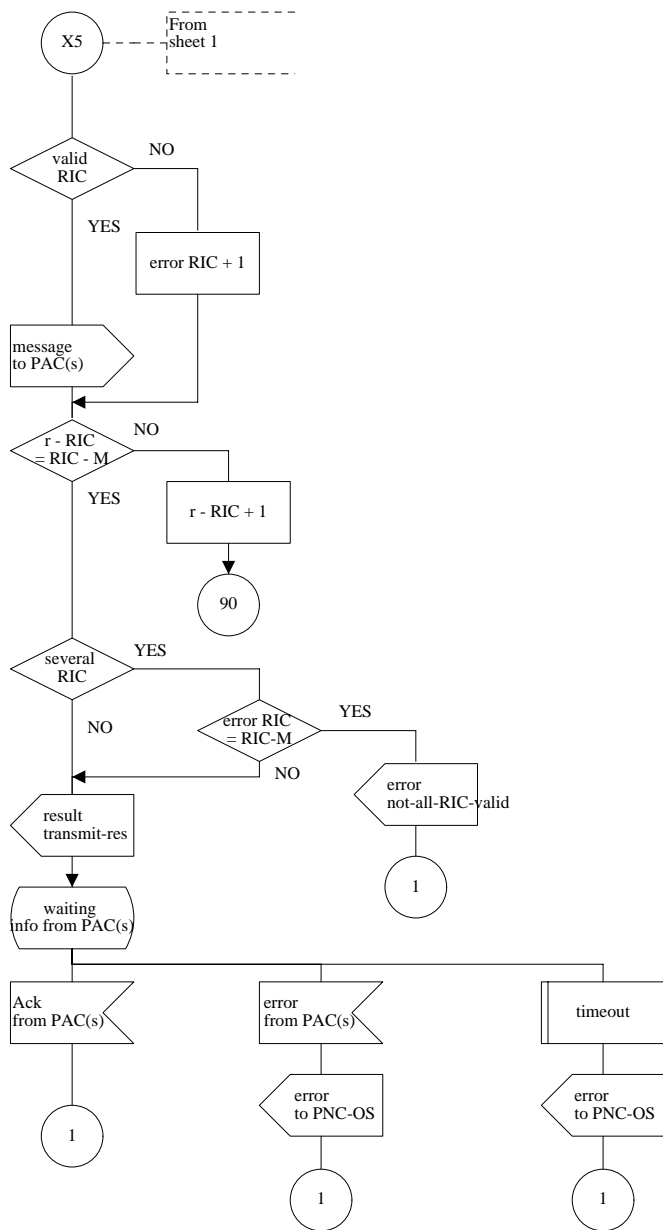 X5
From
sheet 1
valid
RIC
NO
YES
error RIC + 1
message
to PAC(s)
r - RIC
= RIC - M
NO
YES
r - RIC + 1
90
several
RIC
YES
NO
error RIC
= RIC-M
YES
NO
error
not-all-RIC-valid
result
transmit-res
1
waiting
info from PAC(s)
Ack
from PAC(s)
error
from PAC(s)
timeout
error
to PNC-OS
error
to PNC-OS
1
1
1